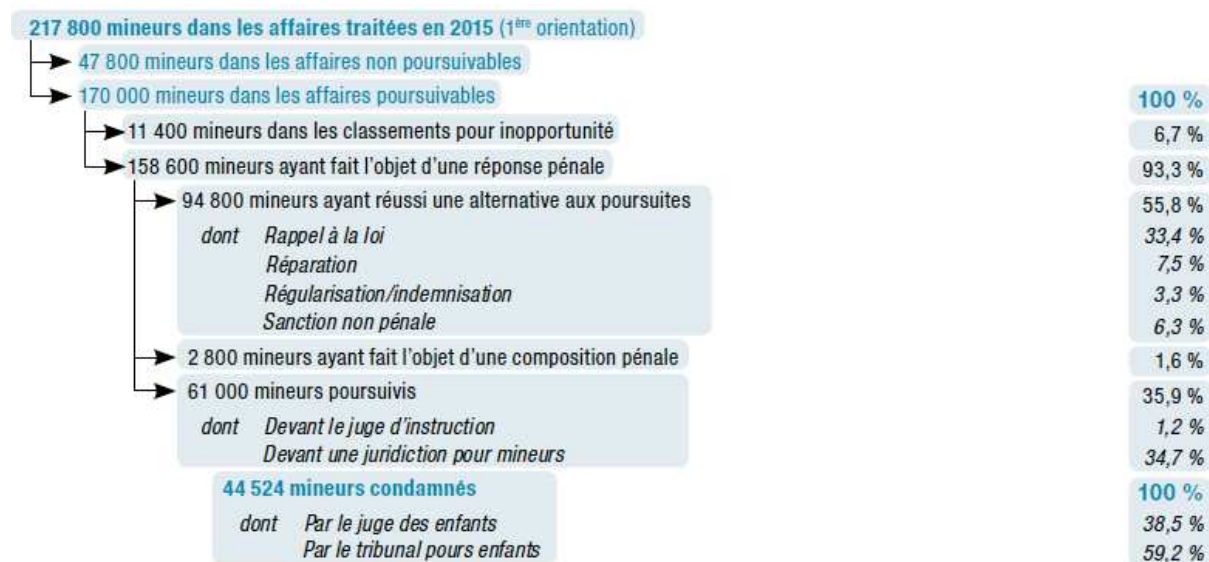 217 800 mineurs dans les affaires traitées en 2015 (1ère orientation)
47 800 mineurs dans les affaires non poursuivables
170 000 mineurs dans les affaires poursuivables 100 %
11 400 mineurs dans les classements pour inopportunité 6,7 %
158 600 mineurs ayant fait l'objet d'une réponse pénale 93,3 %
94 800 mineurs ayant réussi une alternative aux poursuites 55,8 %
dont Rappel à la loi 33,4 %
Réparation 7,5 %
Régularisation/indemnisation 3,3 %
Sanction non pénale 6,3 %
2 800 mineurs ayant fait l'objet d'une composition pénale 1,6 %
61 000 mineurs poursuivis 35,9 %
dont Devant le juge d'instruction 1,2 %
Devant une juridiction pour mineurs 34,7 %
44 524 mineurs condamnés 100 %
dont Par le juge des enfants 38,5 %
Par le tribunal pours enfants 59,2 %